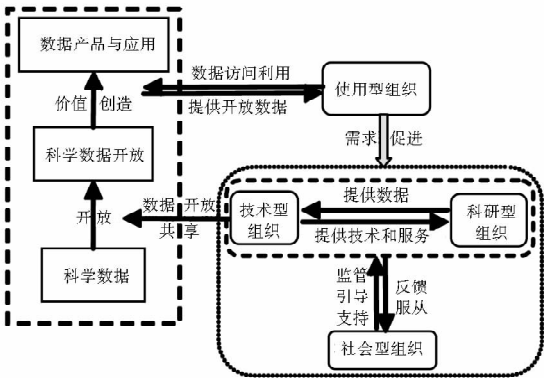 数据产品与应用
价值 创造
科学数据开放
开放
科学数据
数据访问利用
提供开放数据
使用型组织
需求 促进
数据 开放
共享
技术型
组织
提供数据
提供技术和服务
科研型
组织
监管
引导
支持
反馈
服从
社会型组织